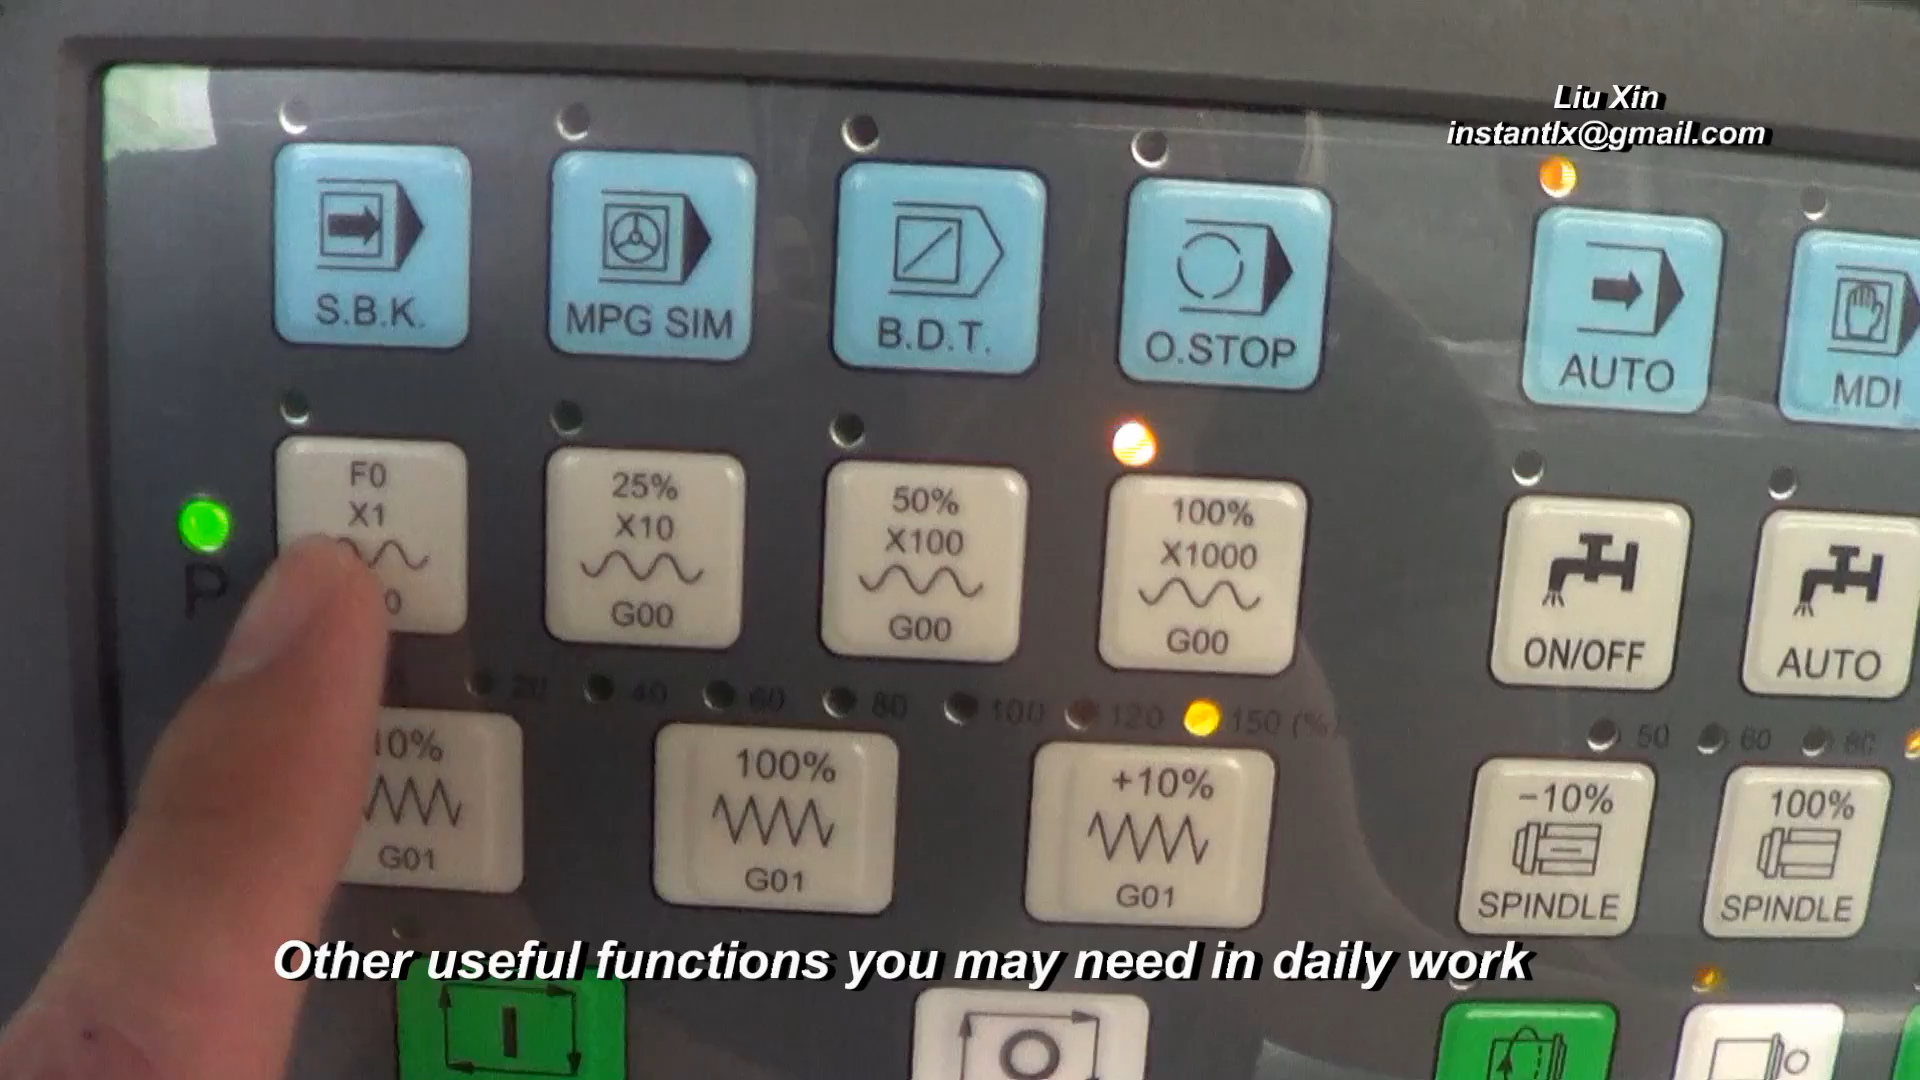 Liu Xin
instantlx@gmail.com
S.B.K.
MPG SIM
B.D.T.
O.STOP
AUTO
MDI
F0
X1
0
25%
X10
G00
50%
X100
G00
100%
X1000
G00
ON/OFF
AUTO
P
20 40 60 80 100 120 150 (%)
50 60 80
10%
G01
100%
G01
+10%
G01
-10%
SPINDLE
100%
SPINDLE
Other useful functions you may need in daily work